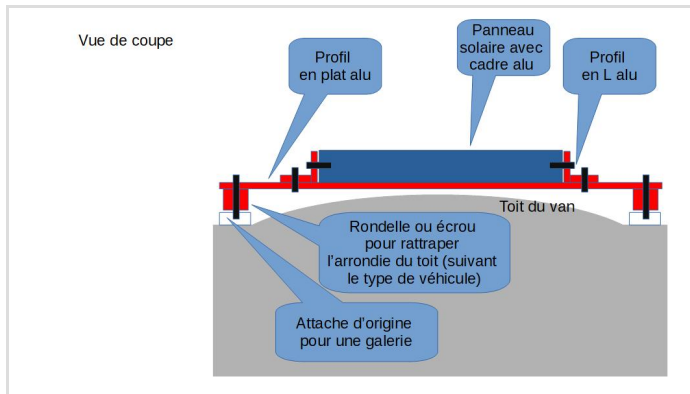 Vue de coupe
Profil
en plat alu
Panneau
solaire avec
cadre alu
Profil
en L alu
Toit du van
Rondelle ou écrou
pour rattraper
l'arrondie du toit (suivant
le type de véhicule)
Attache d'origine
pour une galerie